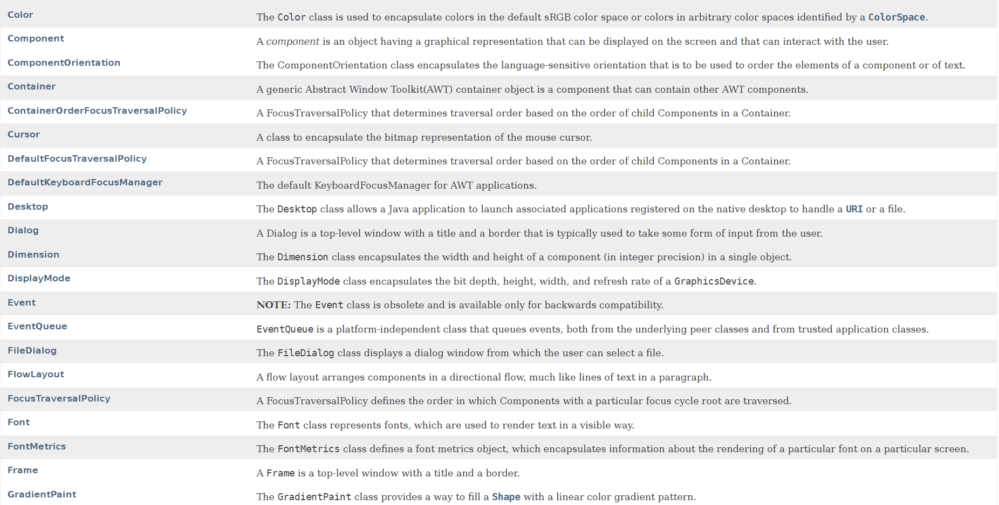 Color The Color class is used to encapsulate colors in the default sRGB color space or colors in arbitrary color spaces identified by a ColorSpace.
Component A component is an object having a graphical representation that can be displayed on the screen and that can interact with the user.
ComponentOrientation The ComponentOrientation class encapsulates the language-sensitive orientation that is to be used to order the elements of a component or of text.
Container A generic Abstract Window Toolkit(AWT) container object is a component that can contain other AWT components.
ContainerOrderFocusTraversalPolicy A FocusTraversalPolicy that determines traversal order based on the order of child Components in a Container.
Cursor A class to encapsulate the bitmap representation of the mouse cursor.
DefaultFocusTraversalPolicy A FocusTraversalPolicy that determines traversal order based on the order of child Components in a Container.
DefaultKeyboardFocusManager The default KeyboardFocusManager for AWT applications.
Desktop The Desktop class allows a Java application to launch associated applications registered on the native desktop to handle a URI or a file.
Dialog A Dialog is a top-level window with a title and a border that is typically used to take some form of input from the user.
Dimension The Dimension class encapsulates the width and height of a component (in integer precision) in a single object.
DisplayMode The DisplayMode class encapsulates the bit depth, height, width, and refresh rate of a GraphicsDevice.
Event NOTE: The Event class is obsolete and is available only for backwards compatibility.
EventQueue EventQueue is a platform-independent class that queues events, both from the underlying peer classes and from trusted application classes.
FileDialog The FileDialog class displays a dialog window from which the user can select a file.
FlowLayout A flow layout arranges components in a directional flow, much like lines of text in a paragraph.
FocusTraversalPolicy A FocusTraversalPolicy defines the order in which Components with a particular focus cycle root are traversed.
Font The Font class represents fonts, which are used to render text in a visible way.
FontMetrics The FontMetrics class defines a font metrics object, which encapsulates information about the rendering of a particular font on a particular screen.
Frame A Frame is a top-level window with a title and a border.
GradientPaint The GradientPaint class provides a way to fill a Shape with a linear color gradient pattern.